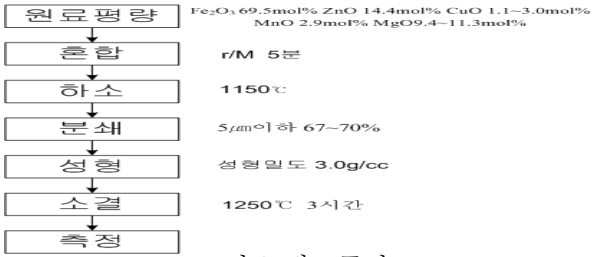 원료평량
Fe₂O₃ 69.5mol% ZnO 14.4mol% CuO 1.1~3.0mol%
MnO 2.9mol% MgO9.4~11.3mol%
혼합
r/M 5분
하소
1150℃
분쇄
5㎛이하 67~70%
성형
성형밀도 3.0g/cc
소결
1250℃ 3시간
측정